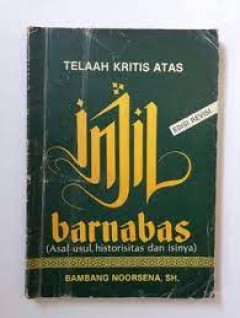 TELAAH KRITIS ATAS
injil
EDISI REVISI
barnabas
(Asal-usul, historisitas dan isinya)
BAMBANG NOORSENA, SH.